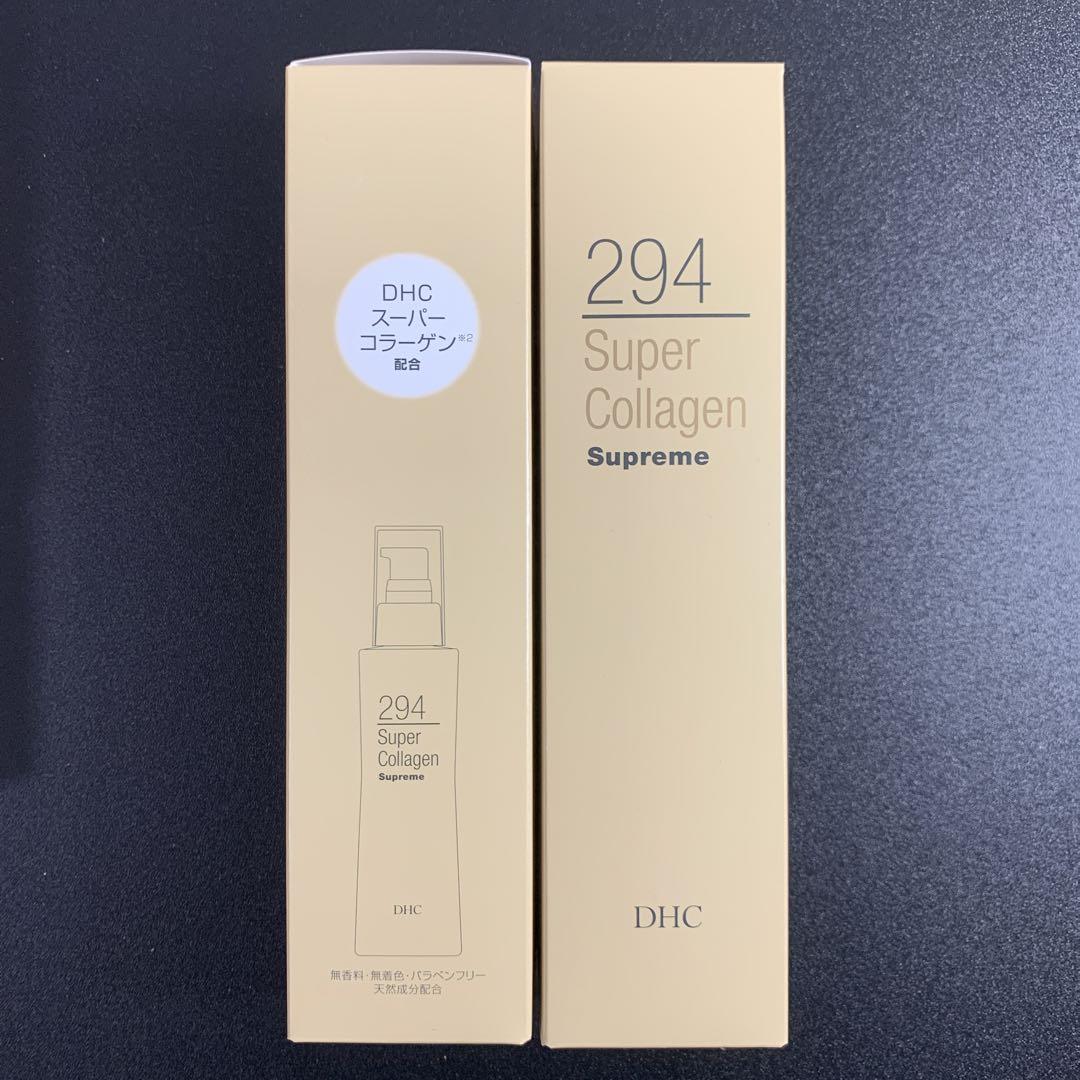 DHC
スーパー
コラーゲン※2
配合
294
Super
Collagen
Supreme
DHC
無香料・無着色・パラベンフリー
天然成分配合
294
Super
Collagen
Supreme
DHC